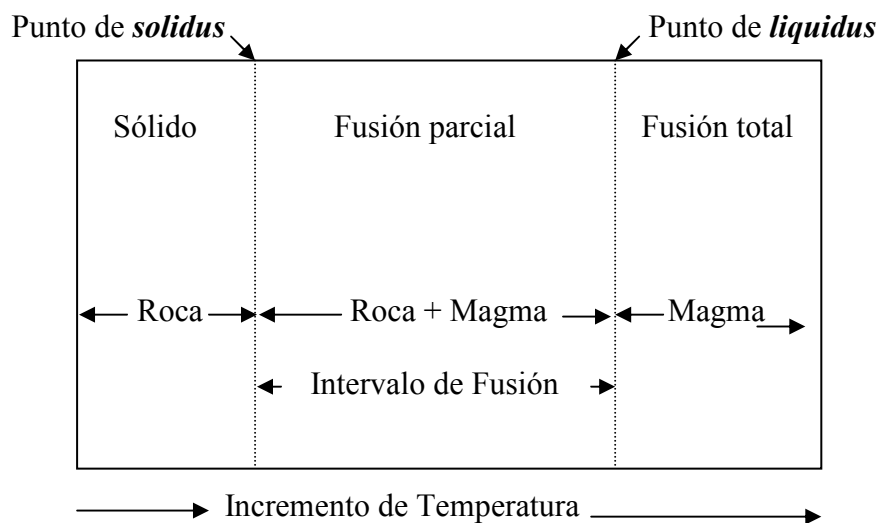 Punto de solidus
Punto de liquidus
Sólido
Fusión parcial
Fusión total
Roca
Roca + Magma
Magma
Intervalo de Fusión
Incremento de Temperatura